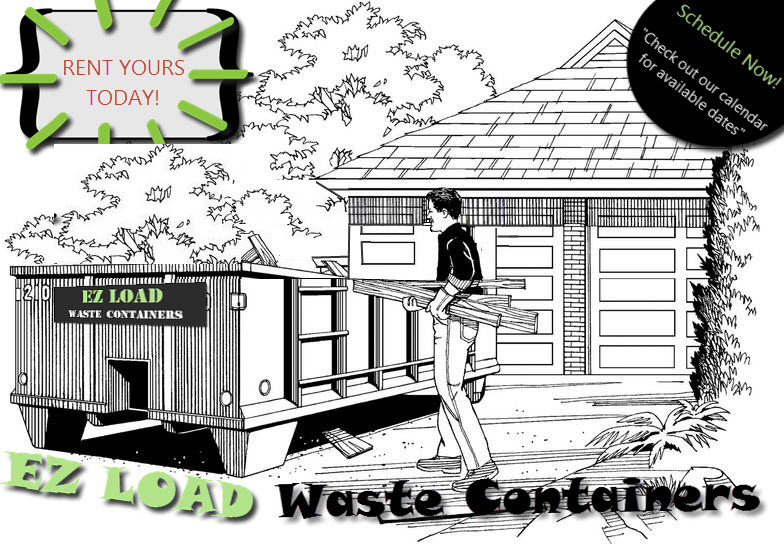 RENT YOURS
TODAY!
Schedule Now!
"Check out our calendar
for available dates"
EZ LOAD
WASTE CONTAINERS
EZ LOAD Waste Containers